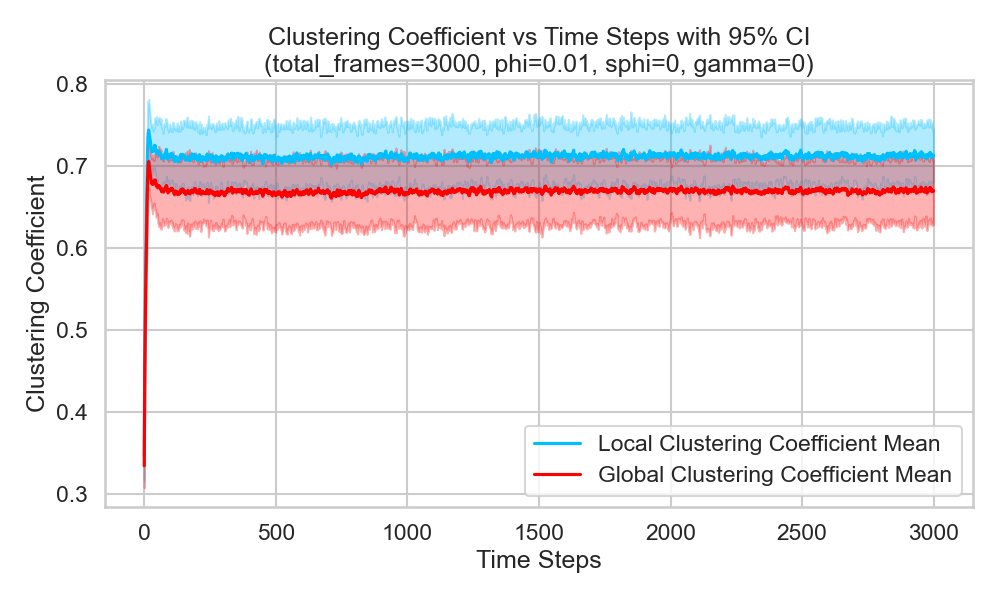 Clustering Coefficient vs Time Steps with 95% CI
(total_frames=3000, phi=0.01, sphi=0, gamma=0)
Clustering Coefficient
0.8
0.7
0.6
0.5
0.4
0.3
Local Clustering Coefficient Mean
Global Clustering Coefficient Mean
0 500 1000 1500 2000 2500 3000
Time Steps